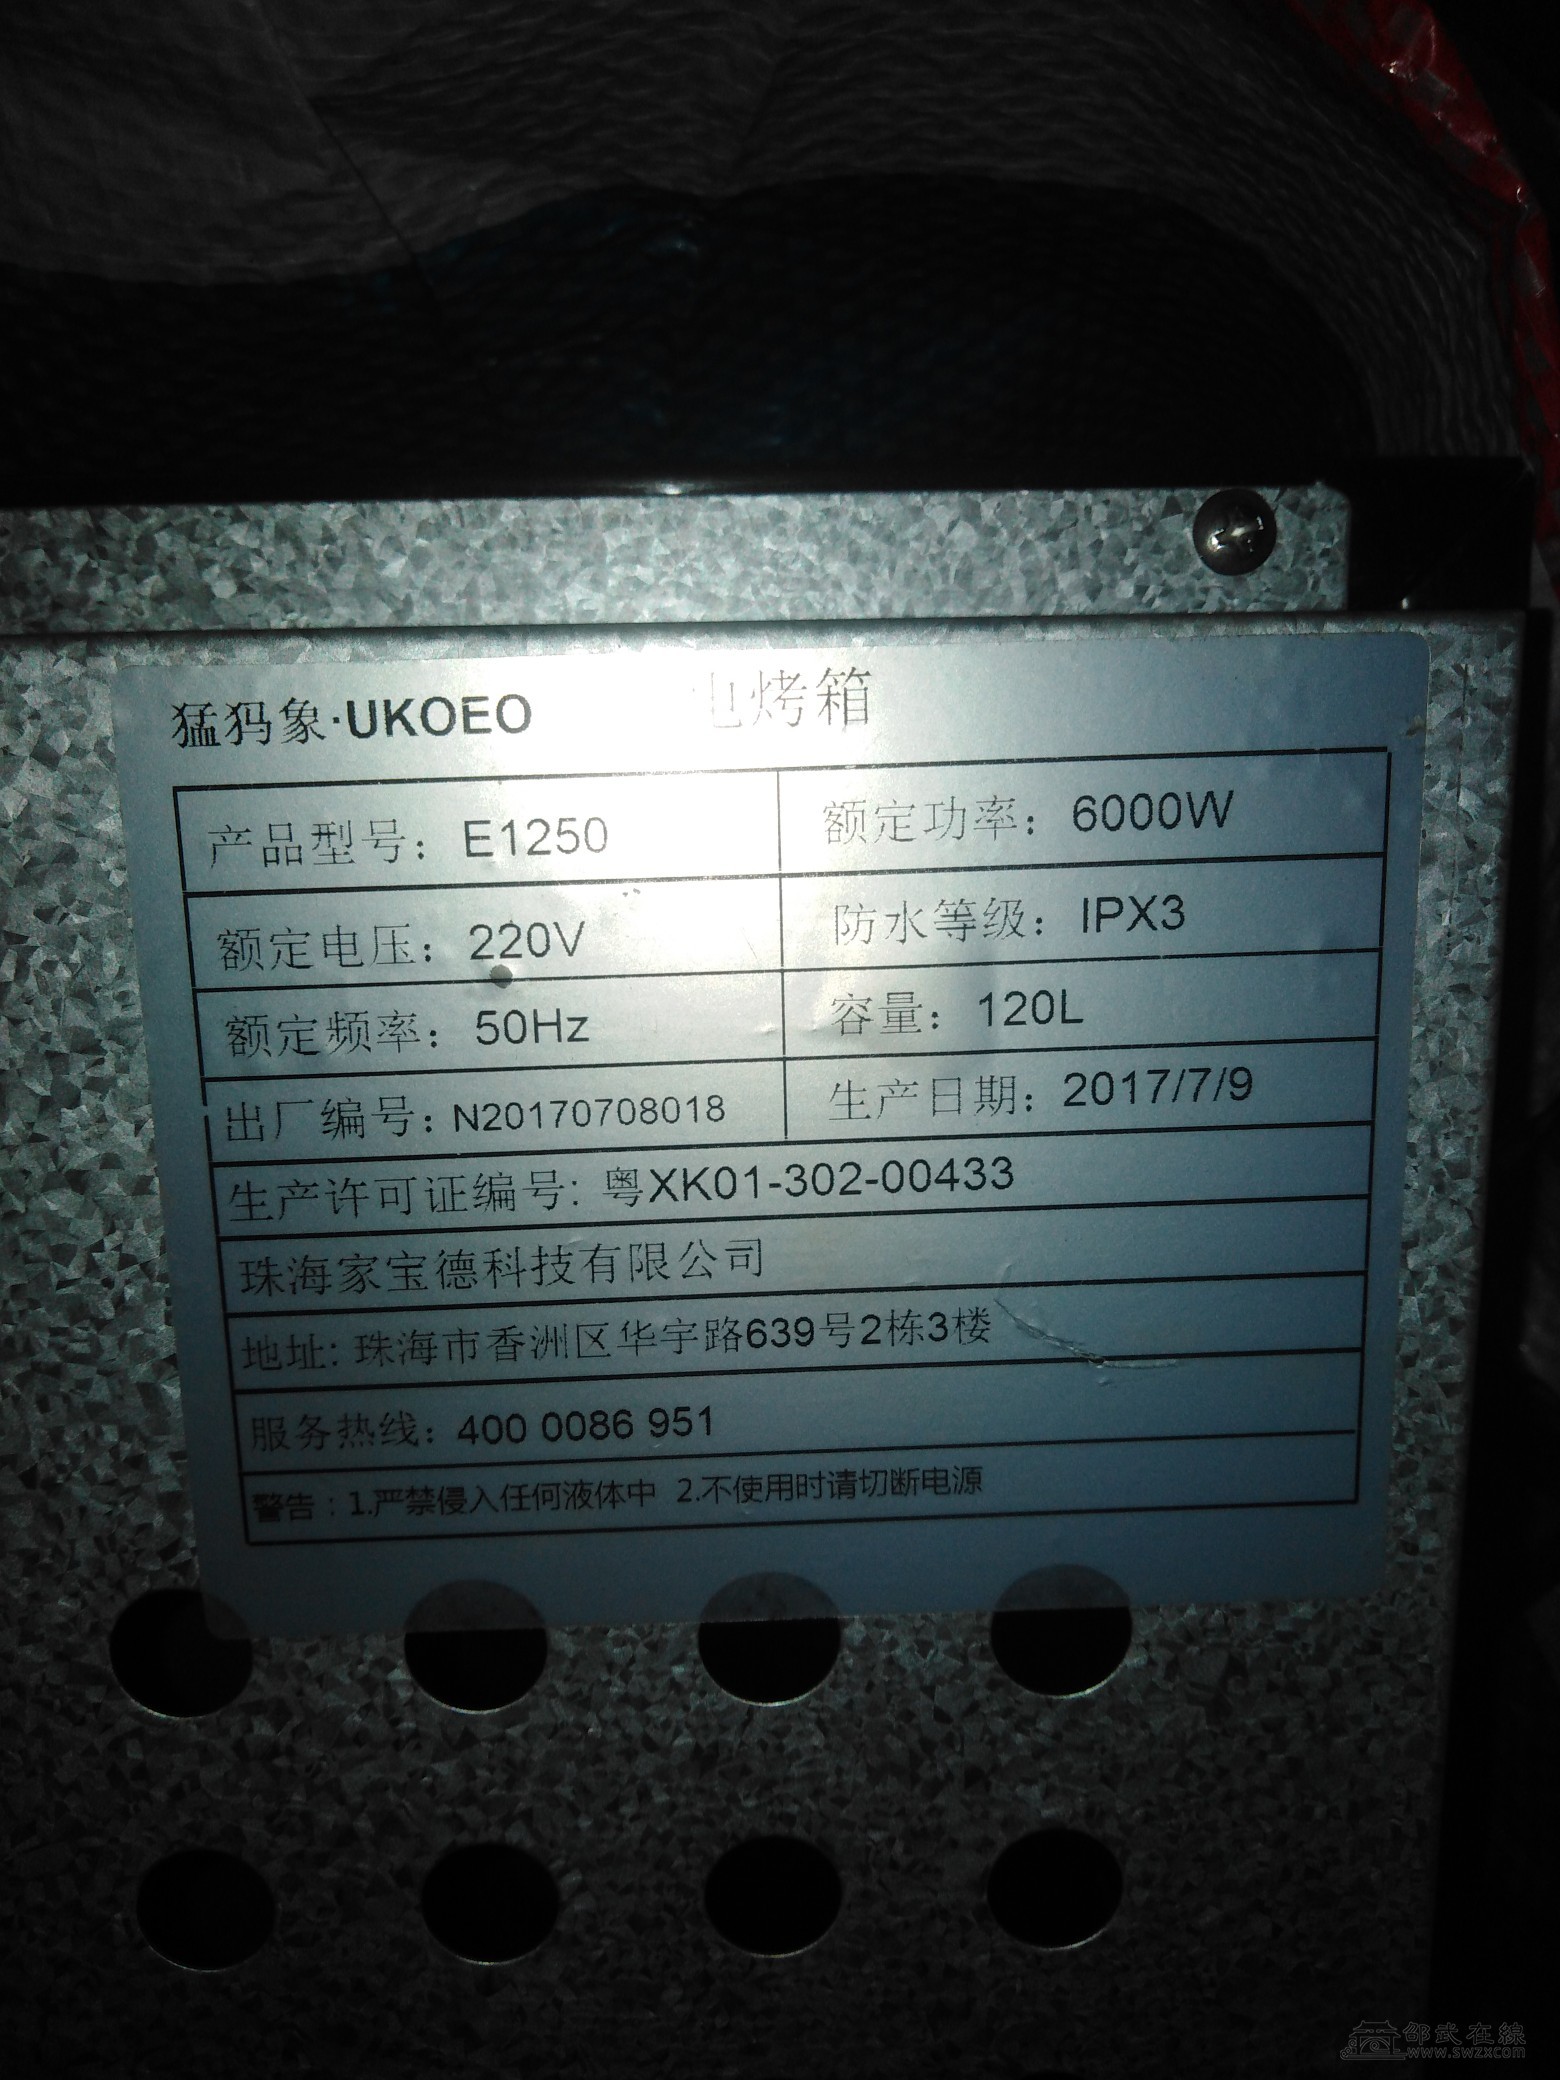 猛犸象·UKOEO 电烤箱
产品型号：E1250 额定功率：6000W
额定电压：220V 防水等级：IPX3
额定频率：50Hz 容量：120L
出厂编号：N20170708018 生产日期：2017/7/9
生产许可证编号：粤XK01-302-00433
珠海家宝德科技有限公司
地址：珠海市香洲区华宇路639号2栋3楼
服务热线：400 0086 951
警告：1.严禁侵入任何液体中 2.不使用时请切断电源
邵武在線
www.swzx.com